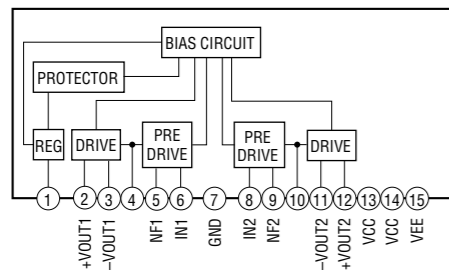 BIAS CIRCUIT
PROTECTOR
REG
DRIVE
PRE
DRIVE
PRE
DRIVE
DRIVE
1
2
3
4
5
6
7
8
9
10
11
12
13
14
15
+VOUT1
–VOUT1
NF1
IN1
GND
IN2
NF2
–VOUT2
+VOUT2
VCC
VCC
VEE